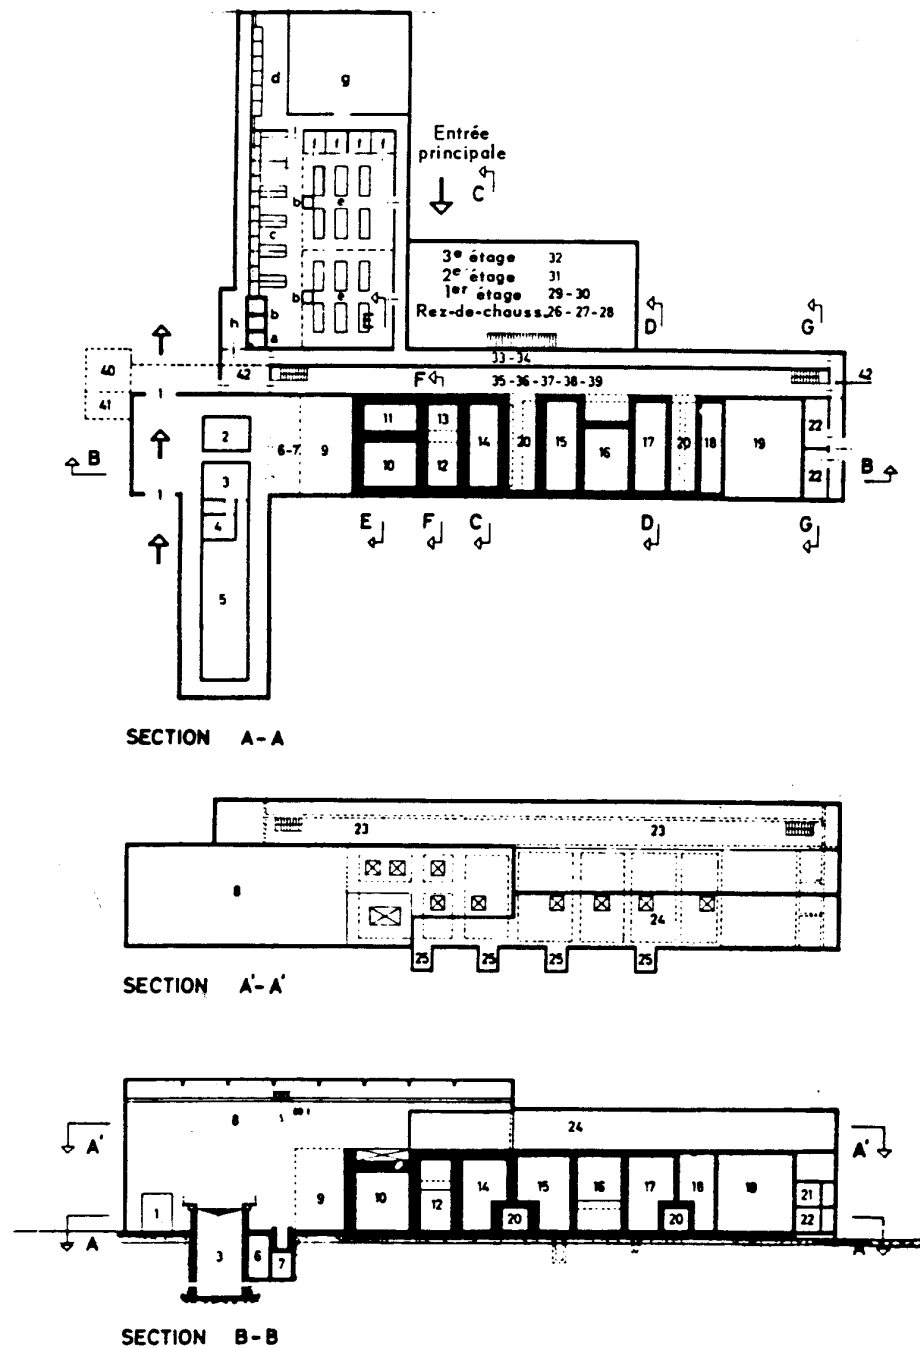 d
g
f f f f
Entrée
principale
C
b
e
c
b
e
3e étage 32
2e étage 31
1er étage 29-30
Rez-de-chauss. 26-27-28
h
b
a
D
G
33-34
40
42
F
35-36-37-38-39
42
41
1
2
11
13
14
20
15
17
20
18
19
22
6-7
9
16
B
3
10
12
22
B
1
4
E
F
C
D
G
5
SECTION A-A
23
23
8
24
25
25
25
25
SECTION A'-A'
8
24
A'
A'
9
10
14
15
16
17
18
19
1
12
21
20
20
22
A
3
6
7
A
SECTION B-B